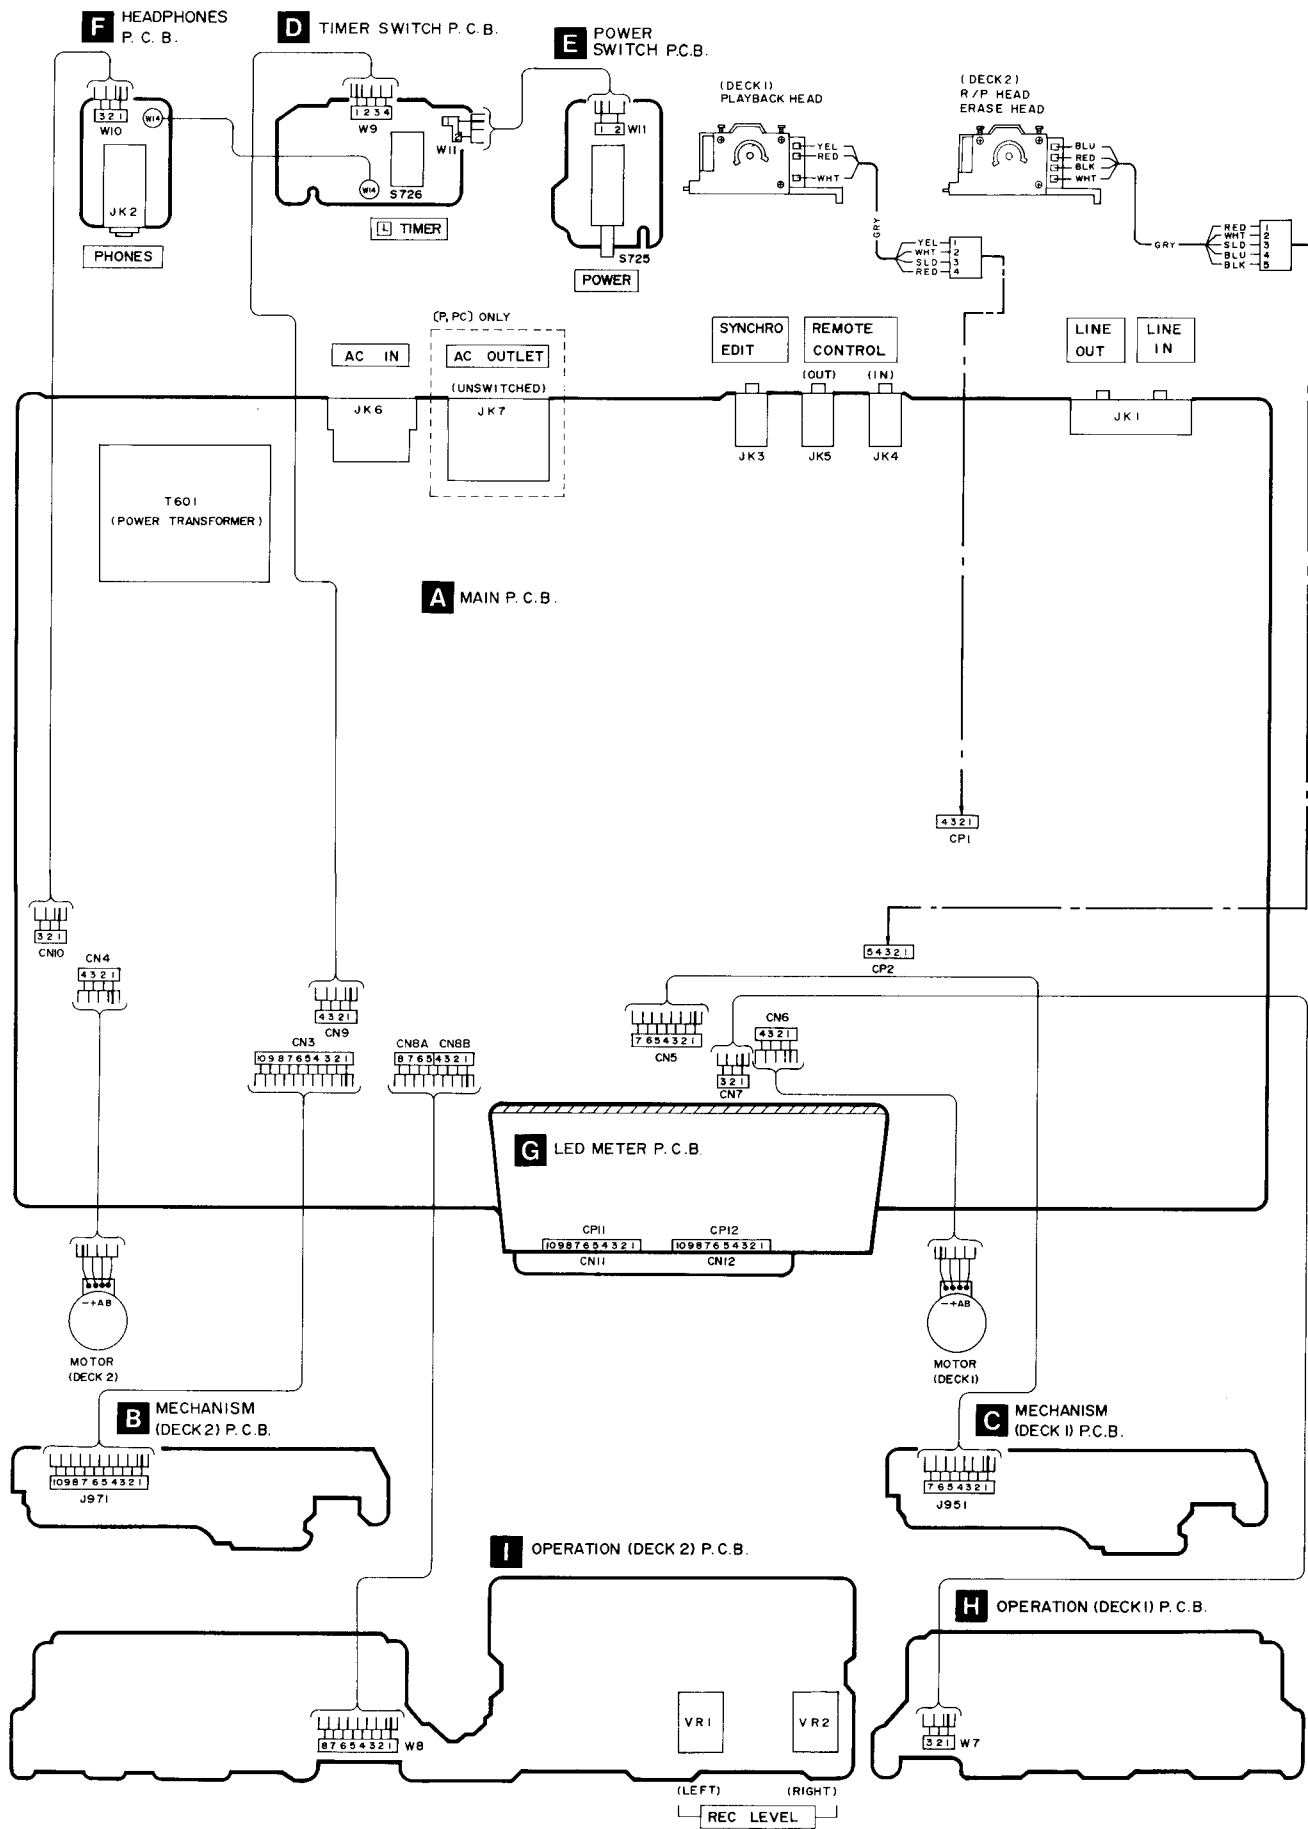 F HEADPHONES
P. C. B.
D TIMER SWITCH P. C. B.
E POWER
SWITCH P.C.B.
(DECK 1)
PLAYBACK HEAD
(DECK 2)
R/P HEAD
ERASE HEAD
3 2 1
W10
W14
JK2
PHONES
1 2 3 4
W9
W11
2
W14
S726
L TIMER
1 2
W11
S725
POWER
YEL
RED
WHT
GRY
YEL 1
WHT 2
SLD 3
RED 4
BLU
RED
BLK
WHT
GRY
RED 1
WHT 2
SLD 3
BLU 4
BLK 5
(P, PC) ONLY
AC IN
AC OUTLET
(UNSWITCHED)
JK6
JK7
SYNCHRO
EDIT
REMOTE
CONTROL
(OUT)
(IN)
LINE
OUT
LINE
IN
JK3
JK5
JK4
JK1
T601
(POWER TRANSFORMER)
A MAIN P. C. B.
4 3 2 1
CP1
3 2 1
CN10
CN4
4 3 2 1
5 4 3 2 1
CP2
4 3 2 1
CN9
CN3
10 9 8 7 6 5 4 3 2 1
CN8A CN8B
8 7 6 5 4 3 2 1
7 6 5 4 3 2 1
CN5
CN6
4 3 2 1
3 2 1
CN7
G LED METER P. C. B.
CP11
10 9 8 7 6 5 4 3 2 1
CN11
CP12
10 9 8 7 6 5 4 3 2 1
CN12
- + A B
MOTOR
(DECK 2)
- + A B
MOTOR
(DECK 1)
B MECHANISM
(DECK 2) P. C. B.
10 9 8 7 6 5 4 3 2 1
J971
C MECHANISM
(DECK 1) P.C.B.
7 6 5 4 3 2 1
J951
I OPERATION (DECK 2) P. C. B.
H OPERATION (DECK 1) P. C. B.
8 7 6 5 4 3 2 1 W8
VR1
VR2
3 2 1 W7
(LEFT)
(RIGHT)
REC LEVEL